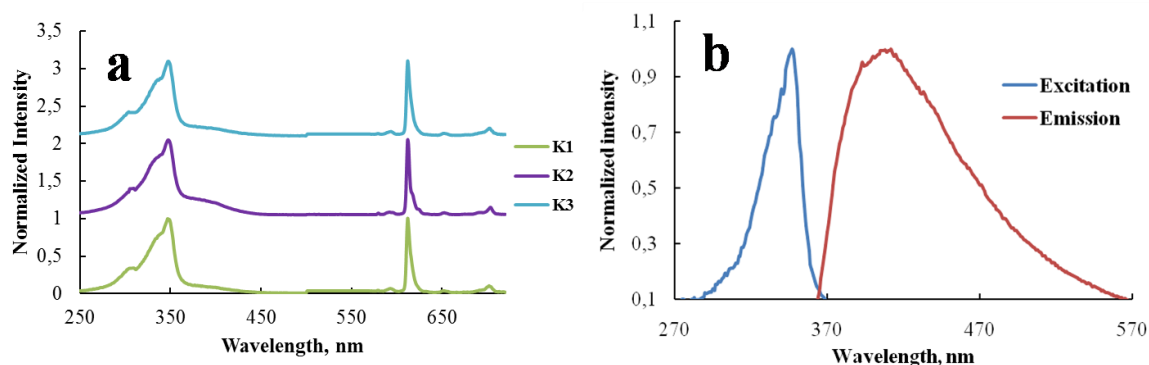 a
Normalized Intensity
3,5
3
2,5
2
1,5
1
0,5
0
250 350 450 550 650
Wavelength, nm
K1
K2
K3
b
Normalized intensity
1,1
0,9
0,7
0,5
0,3
0,1
270 370 470 570
Wavelength, nm
Excitation
Emission